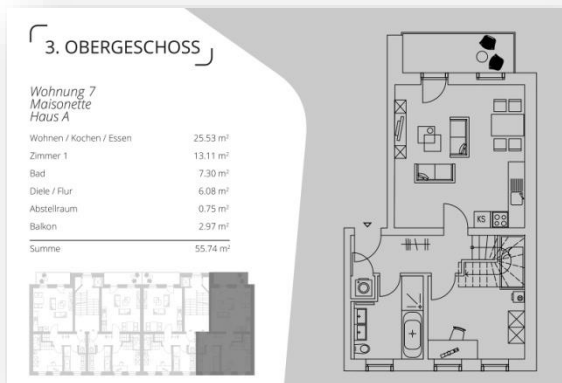 3. OBERGESCHOSS
Wohnung 7
Maisonette
Haus A
Wohnen / Kochen / Essen 25.53 m²
Zimmer 1 13.11 m²
Bad 7.30 m²
Diele / Flur 6.08 m²
Abstellraum 0.75 m²
Balkon 2.97 m²
Summe 55.74 m²
KS